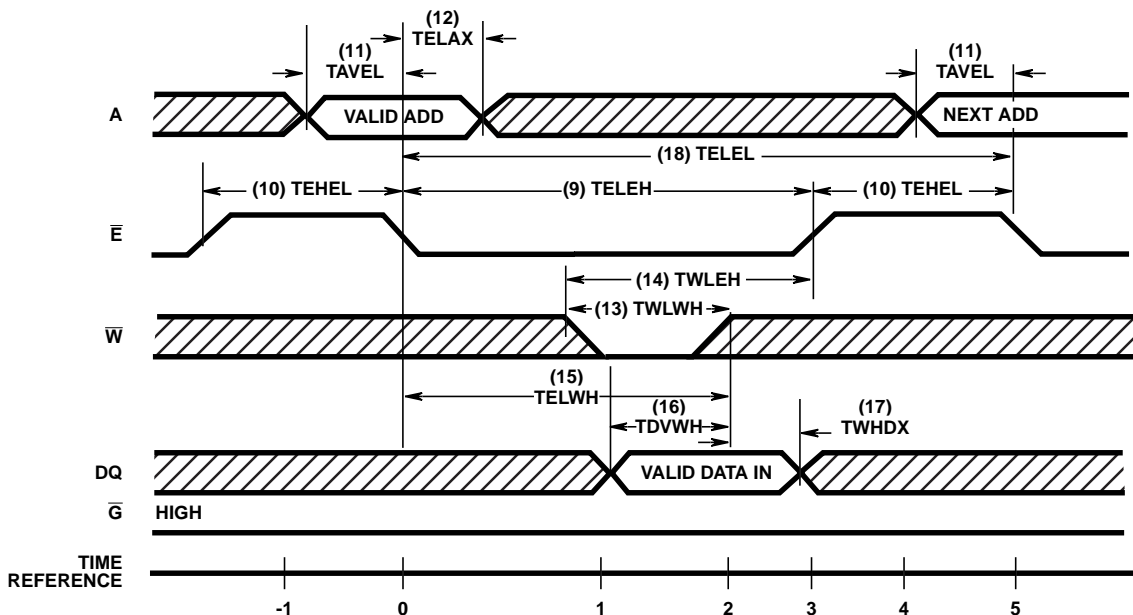 (12)
TELAX
(11)
TAVEL
(11)
TAVEL
A
VALID ADD
NEXT ADD
(18) TELEL
(10) TEHEL
(9) TELEH
(10) TEHEL
E
(14) TWLEH
(13) TWLWH
W
(15)
TELWH
(16)
TDVWH
(17)
TWHDX
DQ
VALID DATA IN
G
HIGH
TIME
REFERENCE
-1
0
1
2
3
4
5